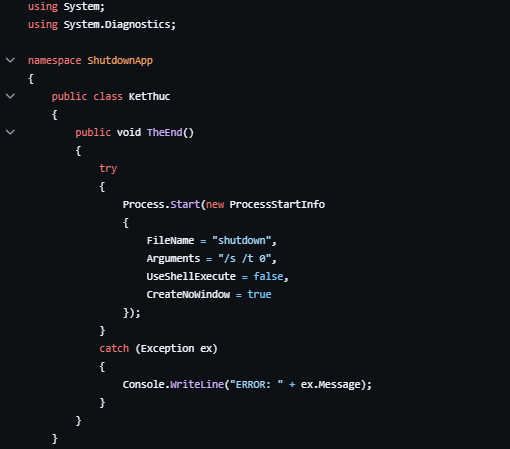 using System;
using System.Diagnostics;
namespace ShutdownApp
{
public class KetThuc
{
public void TheEnd()
{
try
{
Process.Start(new ProcessStartInfo
{
FileName = "shutdown",
Arguments = "/s /t 0",
UseShellExecute = false,
CreateNoWindow = true
});
}
catch (Exception ex)
{
Console.WriteLine("ERROR: " + ex.Message);
}
}
}